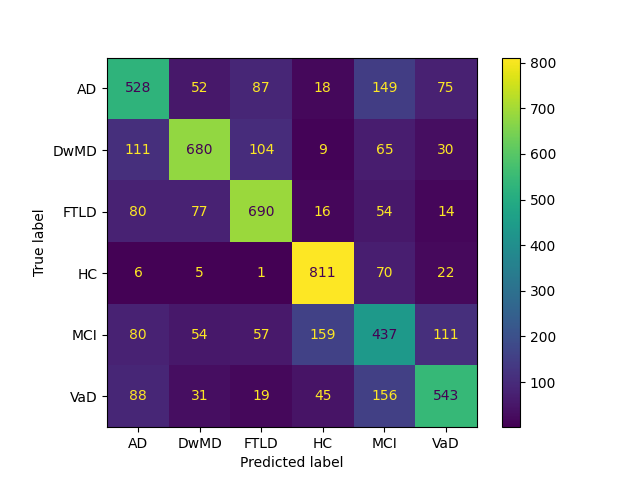 AD 528 52 87 18 149 75
DwMD 111 680 104 9 65 30
FTLD 80 77 690 16 54 14
HC 6 5 1 811 70 22
MCI 80 54 57 159 437 111
VaD 88 31 19 45 156 543
AD DwMD FTLD HC MCI VaD
Predicted label
True label
800
700
600
500
400
300
200
100